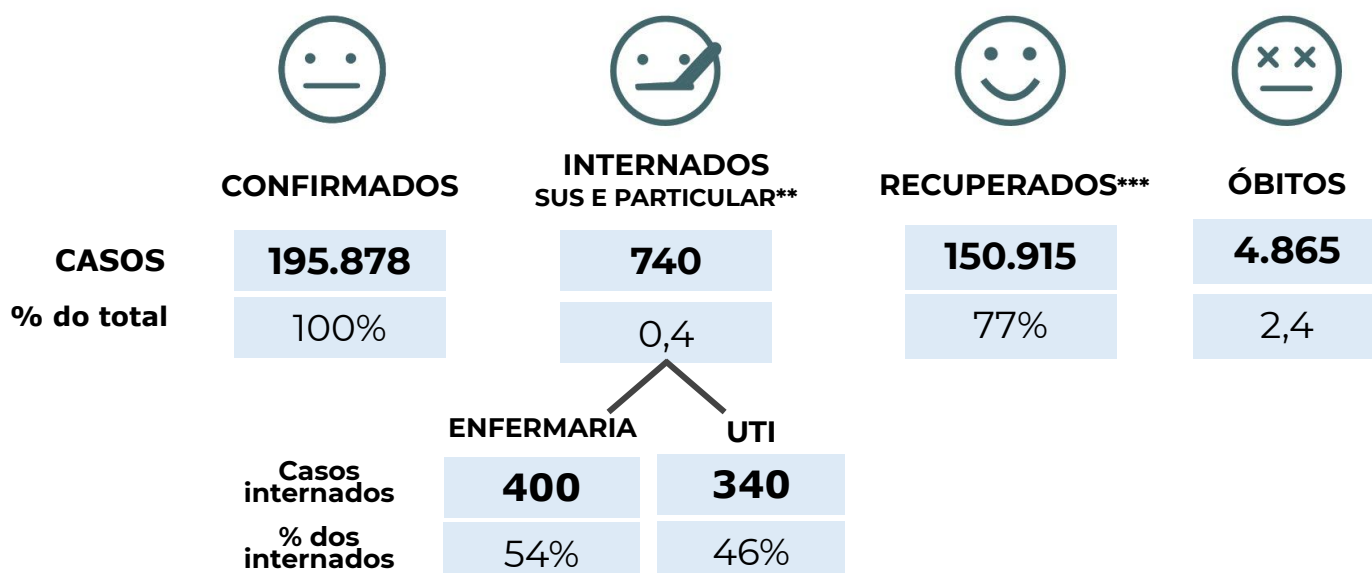 CONFIRMADOS
INTERNADOS
SUS E PARTICULAR**
RECUPERADOS***
ÓBITOS
CASOS
195.878
740
150.915
4.865
% do total
100%
0,4
77%
2,4
ENFERMARIA
UTI
Casos
internados
400
340
% dos
internados
54%
46%